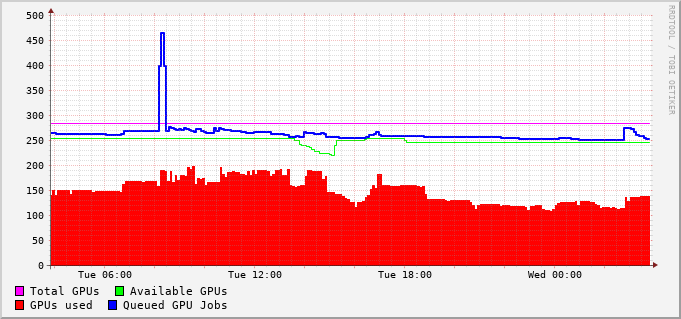 500
450
400
350
300
250
200
150
100
50
0
Tue 06:00 Tue 12:00 Tue 18:00 Wed 00:00
Total GPUs Available GPUs
GPUs used Queued GPU Jobs
RRDTOOL / TOBI OETIKER